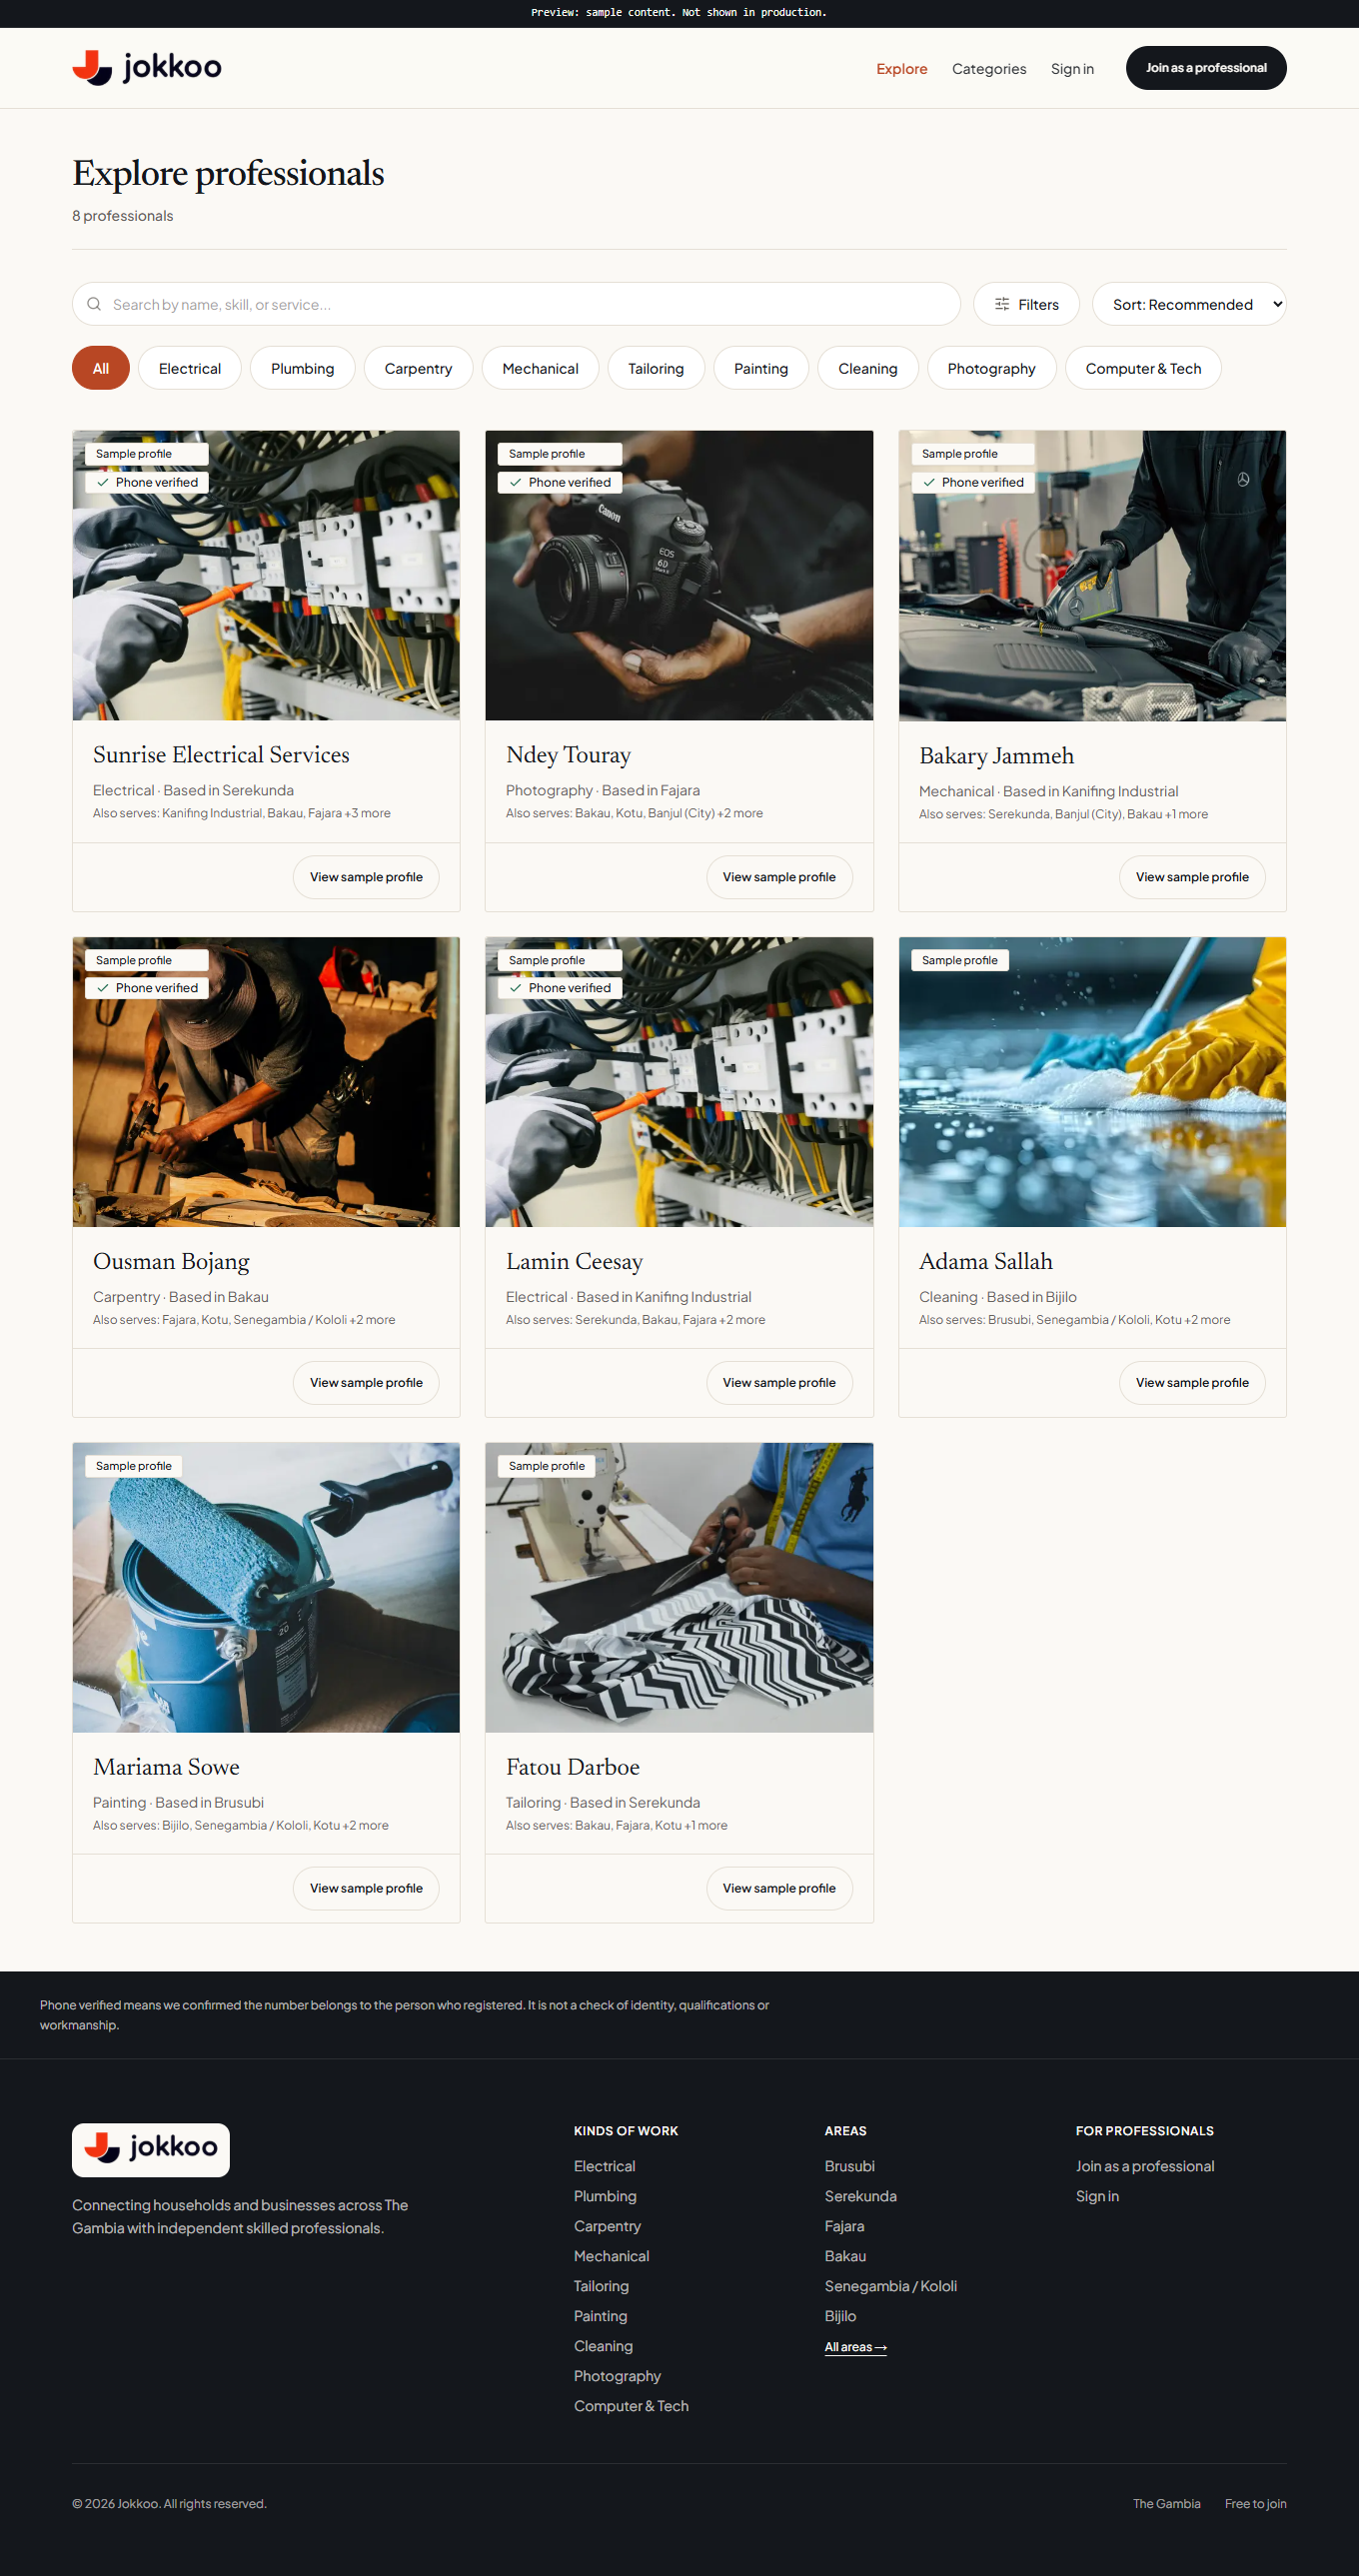 Preview: sample content. Not shown in production.
jokkoo
Explore
Categories
Sign in
Join as a professional
Explore professionals
8 professionals
Search by name, skill, or service...
Filters
Sort: Recommended
All
Electrical
Plumbing
Carpentry
Mechanical
Tailoring
Painting
Cleaning
Photography
Computer & Tech
Sample profile
Phone verified
Sunrise Electrical Services
Electrical · Based in Serekunda
Also serves: Kanifing Industrial, Bakau, Fajara +3 more
View sample profile
Sample profile
Phone verified
Canon
EOS
6D
Ndey Touray
Photography · Based in Fajara
Also serves: Bakau, Kotu, Banjul (City) +2 more
View sample profile
Sample profile
Phone verified
Bakary Jammeh
Mechanical · Based in Kanifing Industrial
Also serves: Serekunda, Banjul (City), Bakau +1 more
View sample profile
Sample profile
Phone verified
Ousman Bojang
Carpentry · Based in Bakau
Also serves: Fajara, Kotu, Senegambia / Kololi +2 more
View sample profile
Sample profile
Phone verified
Lamin Ceesay
Electrical · Based in Kanifing Industrial
Also serves: Serekunda, Bakau, Fajara +2 more
View sample profile
Sample profile
Adama Sallah
Cleaning · Based in Bijilo
Also serves: Brusubi, Senegambia / Kololi, Kotu +2 more
View sample profile
Sample profile
Mariama Sowe
Painting · Based in Brusubi
Also serves: Bijilo, Senegambia / Kololi, Kotu +2 more
View sample profile
Sample profile
Fatou Darboe
Tailoring · Based in Serekunda
Also serves: Bakau, Fajara, Kotu +1 more
View sample profile
Phone verified means we confirmed the number belongs to the person who registered. It is not a check of identity, qualifications or
workmanship.
jokkoo
Connecting households and businesses across The
Gambia with independent skilled professionals.
KINDS OF WORK
Electrical
Plumbing
Carpentry
Mechanical
Tailoring
Painting
Cleaning
Photography
Computer & Tech
AREAS
Brusubi
Serekunda
Fajara
Bakau
Senegambia / Kololi
Bijilo
All areas →
FOR PROFESSIONALS
Join as a professional
Sign in
© 2026 Jokkoo. All rights reserved.
The Gambia
Free to join